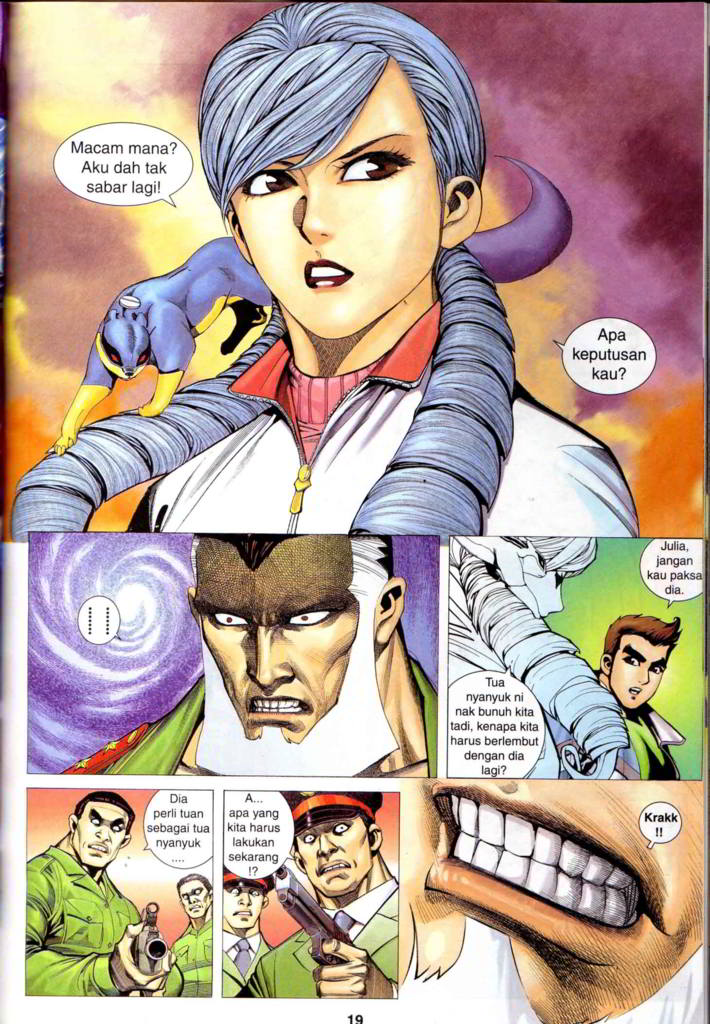 Macam mana?
Aku dah tak
sabar lagi!
Apa
keputusan
kau?
Julia,
jangan
kau paksa
dia.
Tua
nyanyuk ni
nak bunuh kita
tadi, kenapa kita
harus berlembut
dengan dia
lagi?
Dia
perli tuan
sebagai tua
nyanyuk
....
A...
apa yang
kita harus
lakukan
sekarang
!?
Krakk
!!
19